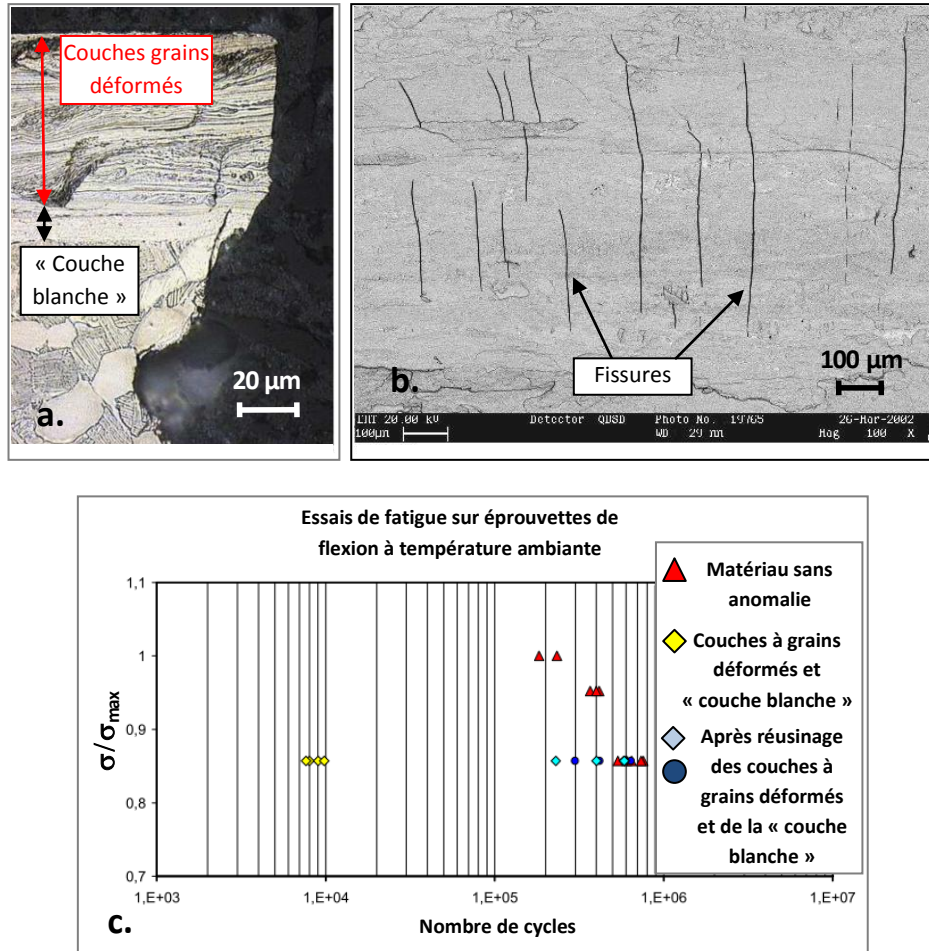 Couches grains
déformés
« Couche
blanche »
20 µm
a.
Fissures
b.
100 µm
EHT 20.00 kV Detector QBSD Photo No. 19765 26-Mar-2002
100µm WD 29 mm Mag 100 X
Essais de fatigue sur éprouvettes de
flexion à température ambiante
Matériau sans
anomalie
Couches à grains
déformés et
« couche blanche »
Après réusinage
des couches à
grains déformés
et de la « couche
blanche »
σ/σmax
1,1
1
0,9
0,8
0,7
1,E+03 1,E+04 1,E+05 1,E+06 1,E+07
c.
Nombre de cycles